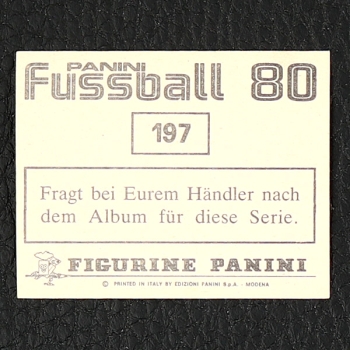 PANINI
Fussball 80
197
Fragt bei Eurem Händler nach
dem Album für diese Serie.
FIGURINE PANINI
© PRINTED IN ITALY BY EDIZIONI PANINI S.p.A. - MODENA